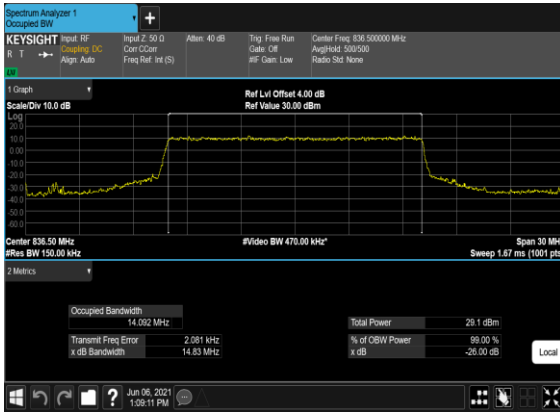 Spectrum Analyzer 1
Occupied BW
+
KEYSIGHT
R T
LXI
Input: RF
Coupling: DC
Align: Auto
Input Z: 50 Ω
Corr CCorr
Freq Ref: Int (S)
Atten: 40 dB
Trig: Free Run
Gate: Off
#IF Gain: Low
Center Freq: 836.500000 MHz
Avg|Hold: 500/500
Radio Std: None
1 Graph
Scale/Div 10.0 dB
Ref Lvl Offset 4.00 dB
Ref Value 30.00 dBm
Log
20.0
10.0
0.00
-10.0
-20.0
-30.0
-40.0
-50.0
-60.0
Center 836.50 MHz
#Video BW 470.00 kHz*
Span 30 MH
#Res BW 150.00 kHz
Sweep 1.67 ms (1001 pts
2 Metrics
Occupied Bandwidth
14.092 MHz
Total Power 29.1 dBm
Transmit Freq Error 2.081 kHz
% of OBW Power 99.00 %
x dB Bandwidth 14.83 MHz
x dB -26.00 dB
Local
?
Jun 06, 2021
1:09:11 PM